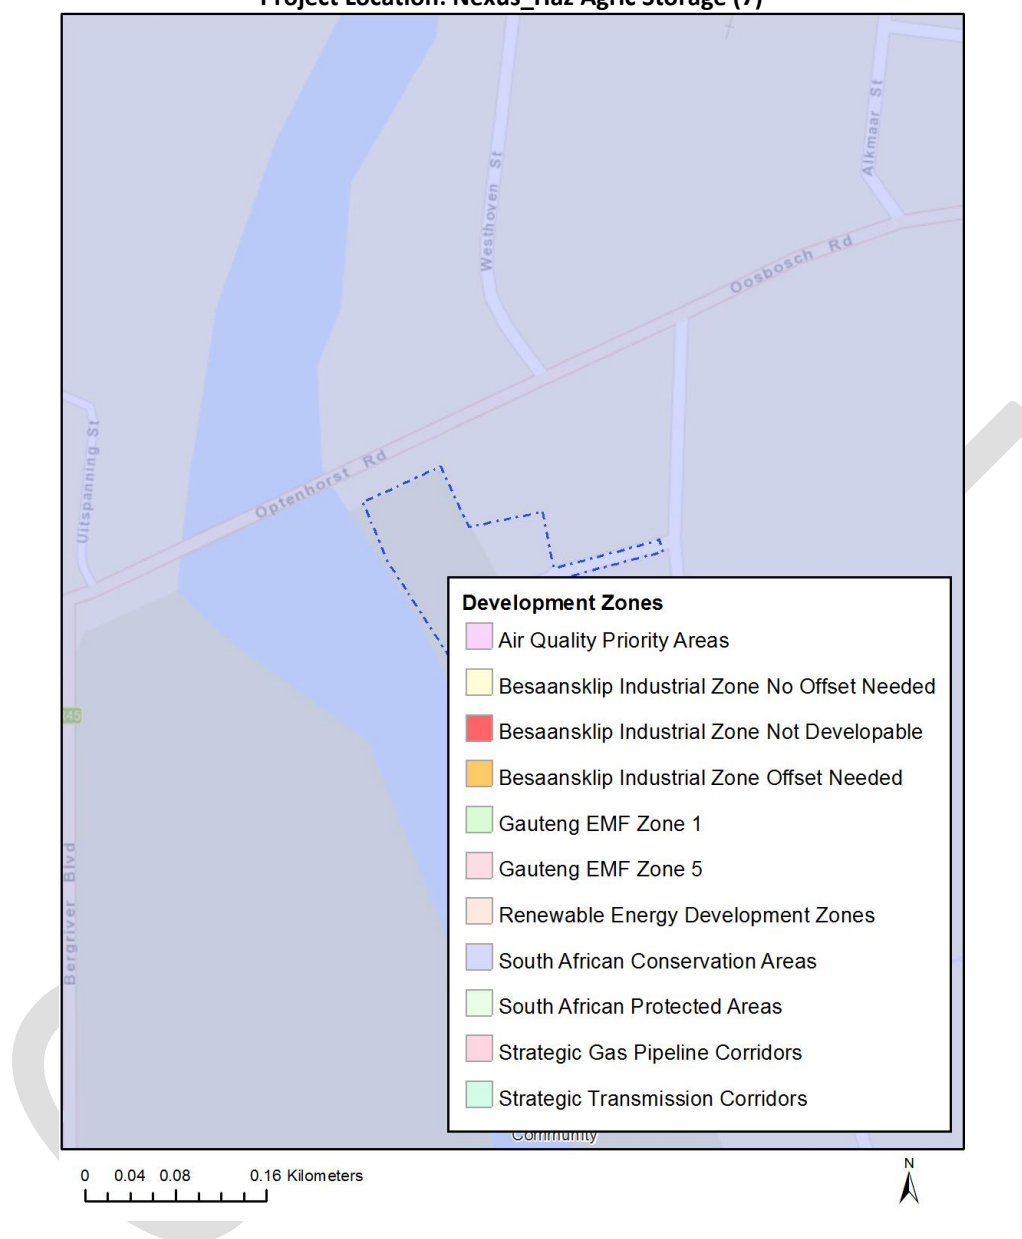 Project Location: Nexus_Haz Agric Storage (7)
Alkmaar St
Westhoven St
Oosbosch Rd
Uitspanning St
Optenhorst Rd
Development Zones
Air Quality Priority Areas
Besaansklip Industrial Zone No Offset Needed
45
Besaansklip Industrial Zone Not Developable
Besaansklip Industrial Zone Offset Needed
Gauteng EMF Zone 1
Gauteng EMF Zone 5
Bergriver Blvd
Renewable Energy Development Zones
South African Conservation Areas
South African Protected Areas
Strategic Gas Pipeline Corridors
Strategic Transmission Corridors
Community
0 0.04 0.08 0.16 Kilometers
N